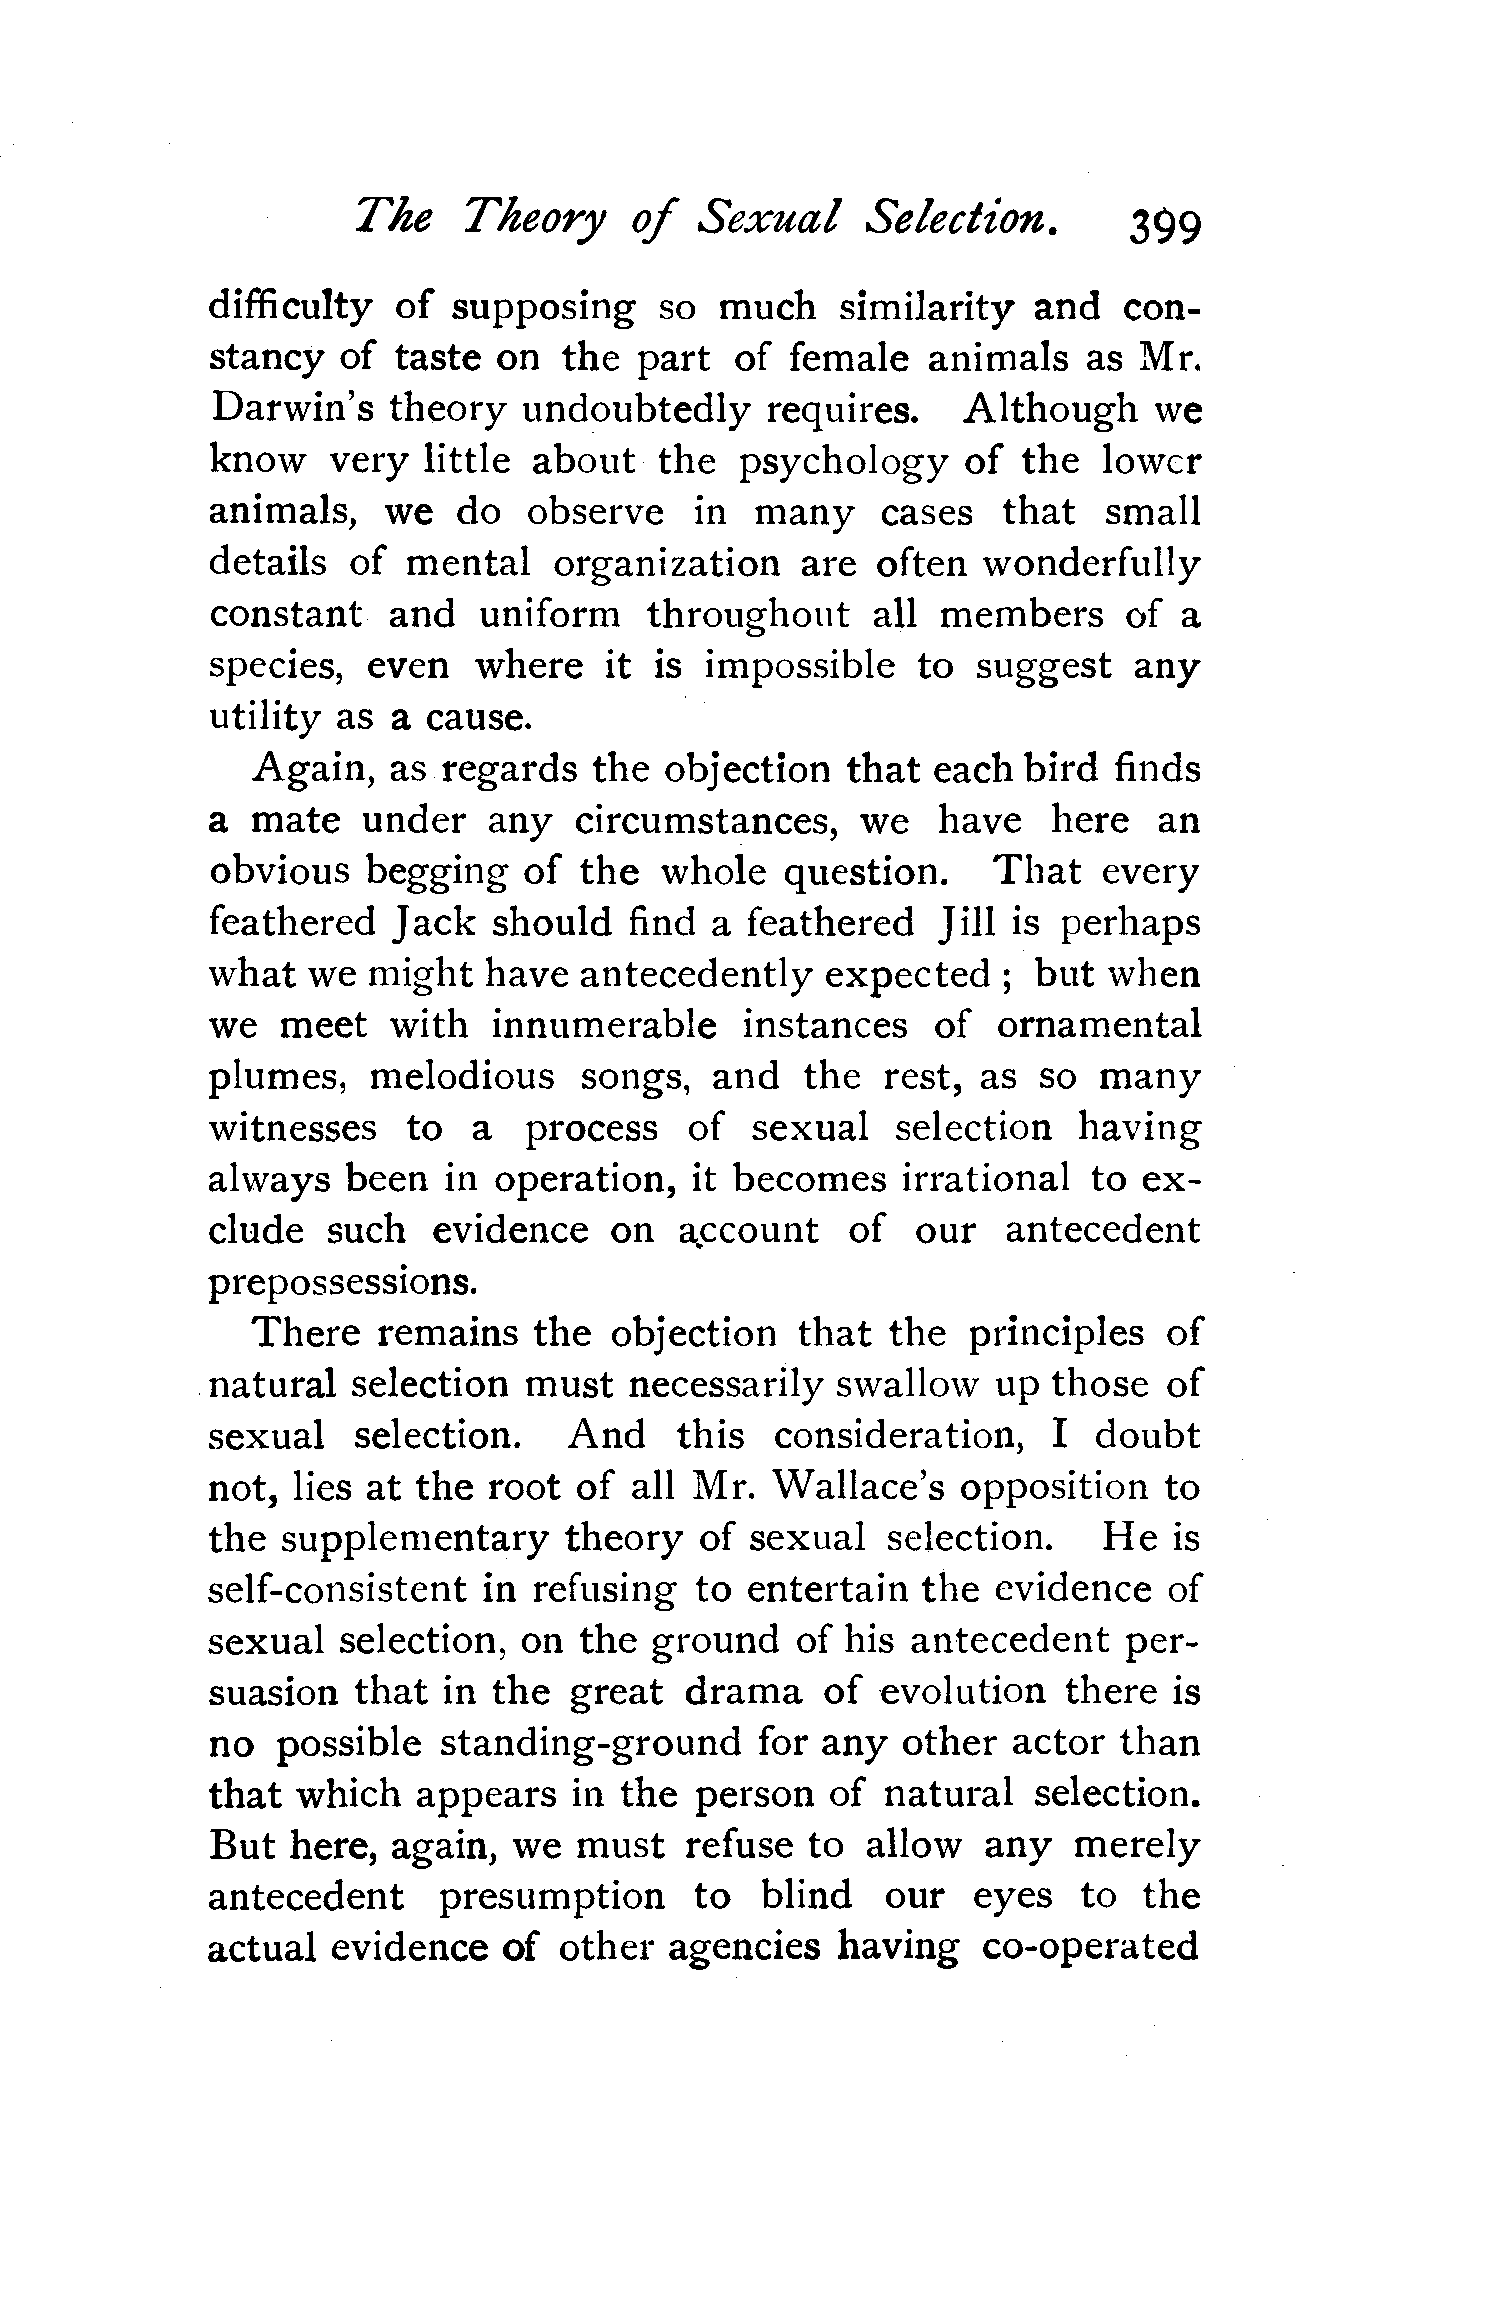 The Theory of Sexual Selection. 399
difficulty of supposing so much similarity and con-
stancy of taste on the part of female animals as Mr.
Darwin's theory undoubtedly requires. Although we
know very little about the psychology of the lower
animals, we do observe in many cases that small
details of mental organization are often wonderfully
constant and uniform throughout all members of a
species, even where it is impossible to suggest any
utility as a cause.
Again, as regards the objection that each bird finds
a mate under any circumstances, we have here an
obvious begging of the whole question. That every
feathered Jack should find a feathered Jill is perhaps
what we might have antecedently expected ; but when
we meet with innumerable instances of ornamental
plumes, melodious songs, and the rest, as so many
witnesses to a process of sexual selection having
always been in operation, it becomes irrational to ex-
clude such evidence on account of our antecedent
prepossessions.
There remains the objection that the principles of
natural selection must necessarily swallow up those of
sexual selection. And this consideration, I doubt
not, lies at the root of all Mr. Wallace's opposition to
the supplementary theory of sexual selection. He is
self-consistent in refusing to entertain the evidence of
sexual selection, on the ground of his antecedent per-
suasion that in the great drama of evolution there is
no possible standing-ground for any other actor than
that which appears in the person of natural selection.
But here, again, we must refuse to allow any merely
antecedent presumption to blind our eyes to the
actual evidence of other agencies having co-operated